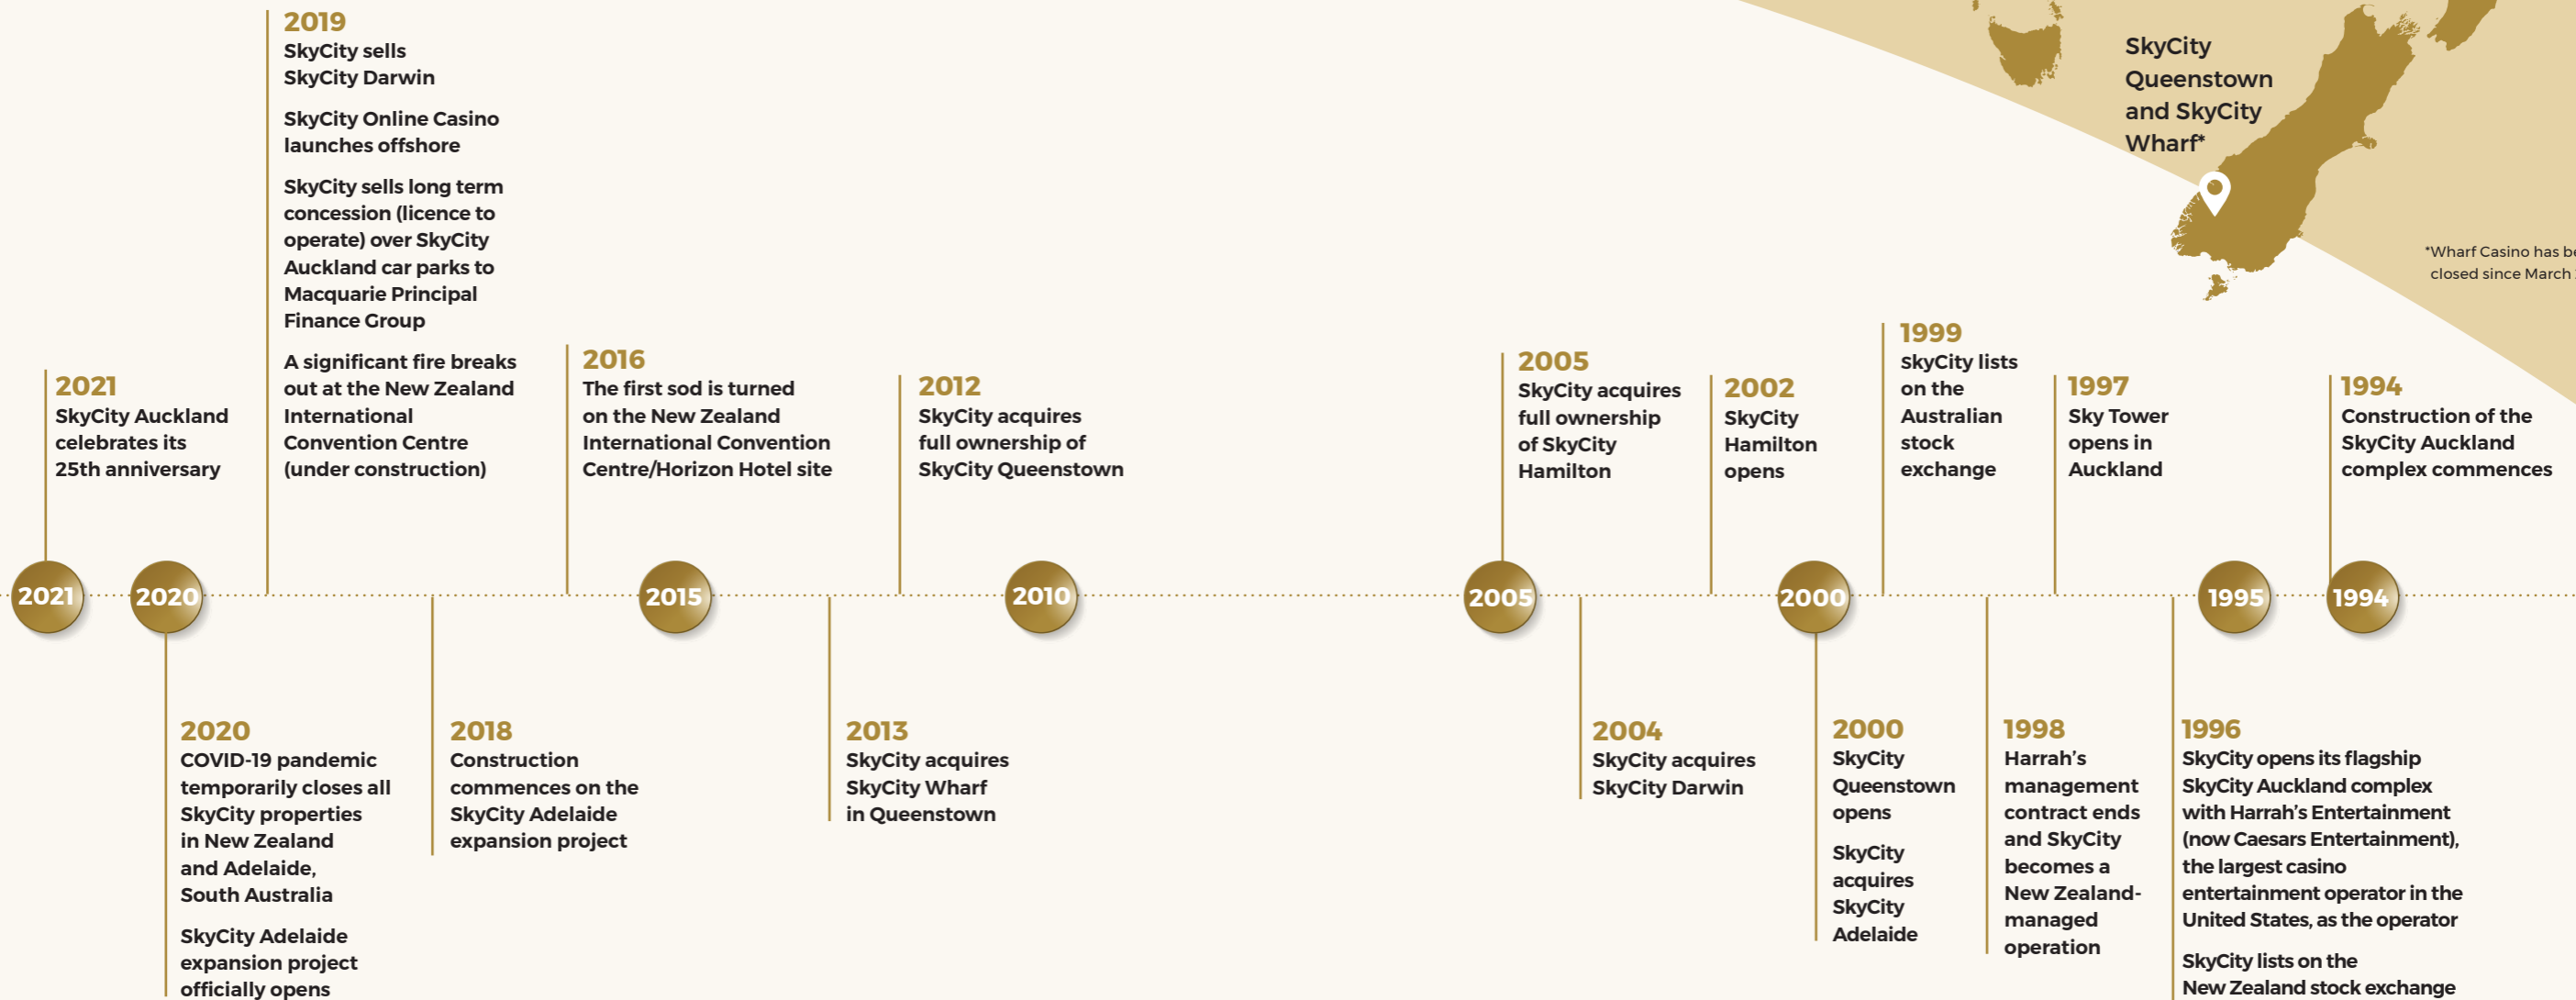 2019
SkyCity sells
SkyCity Darwin
SkyCity Online Casino
launches offshore
SkyCity sells long term
concession (licence to
operate) over SkyCity
Auckland car parks to
Macquarie Principal
Finance Group
A significant fire breaks
out at the New Zealand
International
Convention Centre
(under construction)
SkyCity
Queenstown
and SkyCity
Wharf*
*Wharf Casino has
closed since March
2021
SkyCity Auckland
celebrates its
25th anniversary
2016
The first sod is turned
on the New Zealand
International Convention
Centre/Horizon Hotel site
2012
SkyCity acquires
full ownership of
SkyCity Queenstown
2005
SkyCity acquires
full ownership
of SkyCity
Hamilton
2002
SkyCity
Hamilton
opens
1999
SkyCity lists
on the
Australian
stock
exchange
1997
Sky Tower
opens in
Auckland
1994
Construction of the
SkyCity Auckland
complex commences
2021
2020
2015
2010
2005
2000
1995
1994
2020
COVID-19 pandemic
temporarily closes all
SkyCity properties
in New Zealand
and Adelaide,
South Australia
SkyCity Adelaide
expansion project
officially opens
2018
Construction
commences on the
SkyCity Adelaide
expansion project
2013
SkyCity acquires
SkyCity Wharf
in Queenstown
2004
SkyCity acquires
SkyCity Darwin
2000
SkyCity
Queenstown
opens
SkyCity
acquires
SkyCity
Adelaide
1998
Harrah's
management
contract ends
and SkyCity
becomes a
New Zealand-
managed
operation
1996
SkyCity opens its flagship
SkyCity Auckland complex
with Harrah's Entertainment
(now Caesars Entertainment),
the largest casino
entertainment operator in the
United States, as the operator
SkyCity lists on the
New Zealand stock exchange